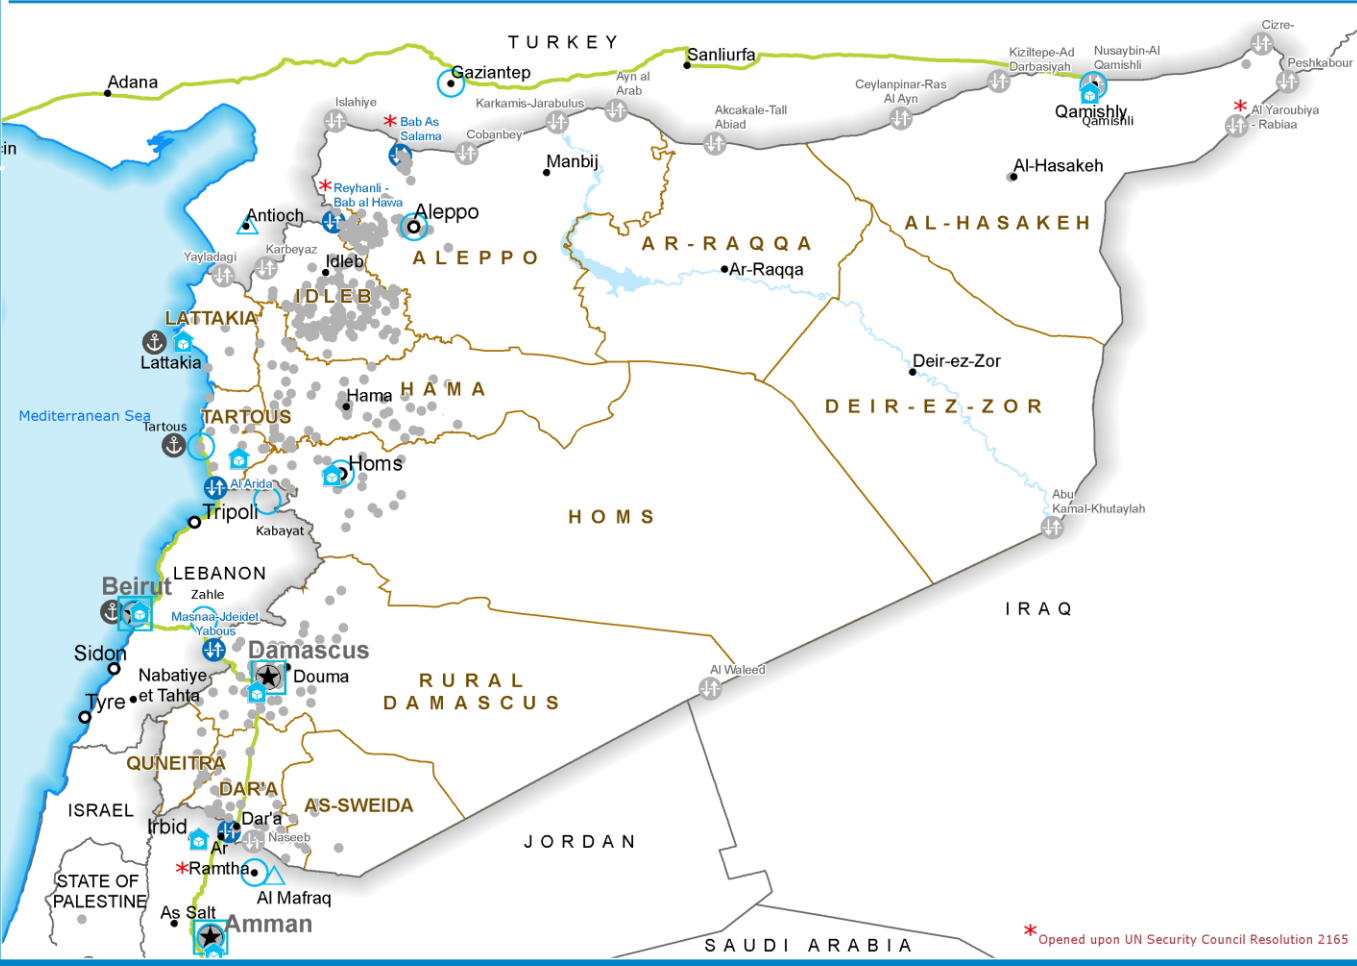 TURKEY
Cizre-
Sanliurfa
Kiziltepe-Ad
Darbasiyah
Nusaybin-Al
Qamishli
Peshkabour
Gaziantep
Adana
Ayn al
Arab
Ceylanpinar-Ras
Al Ayn
Islahiye
Karkamis-Jarabulus
Akcakale-Tall
Abiad
Qamishly
Qamishli
* Al Yaroubiya
- Rabiaa
* Bab As
Salama
Cobanbey
cin
Manbij
Al-Hasakeh
* Reyhanli -
Bab al Hawa
Antioch
Aleppo
AL-HASAKEH
AR-RAQQA
Karbeyaz
Yayladagi
Idleb
ALEPPO
Ar-Raqqa
IDLEB
LATTAKIA
Lattakia
Deir-ez-Zor
Hama
HAMA
DEIR-EZ-ZOR
Mediterranean Sea
TARTOUS
Tartous
Homs
Al Arida
Abu
Kamal-Khutaylah
Tripoli
Kabayat
HOMS
LEBANON
Beirut
Zahle
IRAQ
Masnaa-Jdeidet
Yabous
Sidon
Damascus
Nabatiye
et Tahta
Douma
Al Waleed
RURAL
DAMASCUS
Tyre
QUNEITRA
DAR'A
AS-SWEIDA
ISRAEL
Irbid
Dar'a
Naseeb
JORDAN
Ar
*Ramtha
STATE OF
PALESTINE
Al Mafraq
As Salt
Amman
SAUDI ARABIA
* Opened upon UN Security Council Resolution 2165